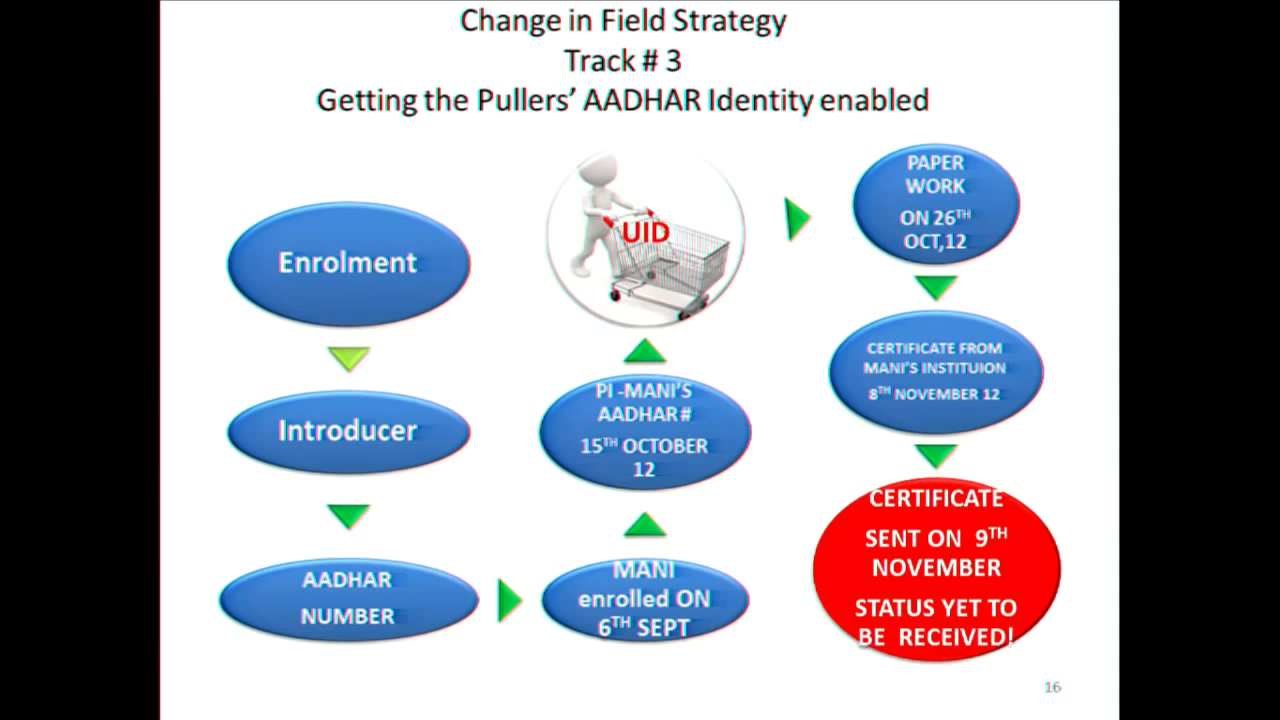 Change in Field Strategy
Track # 3
Getting the Pullers’ AADHAR Identity enabled
Enrolment
Introducer
AADHAR
NUMBER
MANI
enrolled ON
6TH SEPT
PI -MANI’S
AADHAR#
15TH OCTOBER
12
UID
PAPER
WORK
ON 26TH
OCT,12
CERTIFICATE FROM
MANI’S INSTITUION
8TH NOVEMBER 12
CERTIFICATE
SENT ON 9TH
NOVEMBER
STATUS YET TO
BE RECEIVED!
16